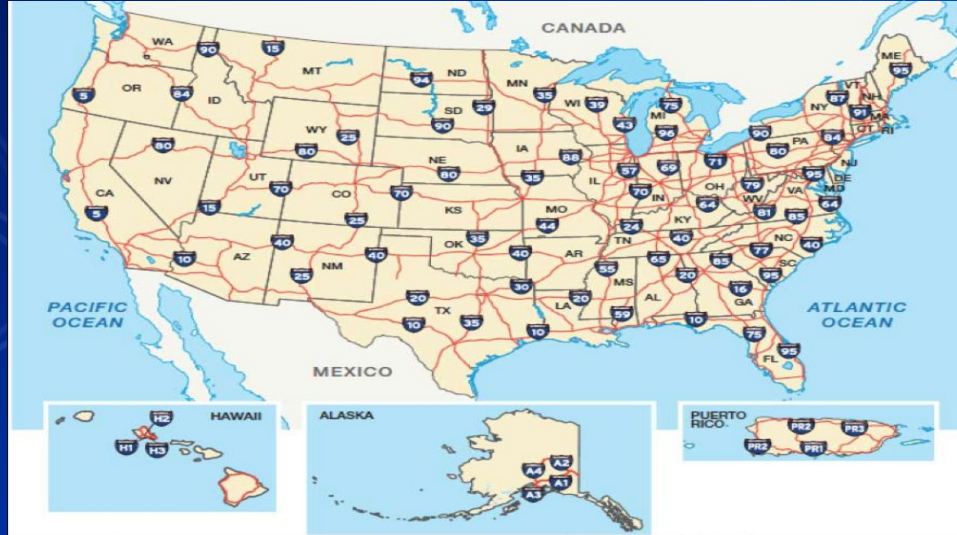 CANADA
WA
90
15
MT
94
ND
MN
35
WI
39
75
ME
95
VT
NH
87
91
MA
CT
RI
NY
5
OR
84
ID
SD
29
90
43
MI
96
90
80
PA
84
WY
25
80
IA
88
57
69
71
NJ
80
NE
80
35
IL
70
IN
OH
79
95
DE
MD
NV
UT
70
CO
70
KS
MO
64
WV
VA
64
CA
5
15
25
44
24
KY
81
85
40
AZ
10
40
NM
25
40
OK
35
40
AR
TN
40
NC
77
40
65
85
SC
55
20
95
MS
AL
16
GA
30
20
TX
35
10
LA
20
59
10
10
75
95
FL
PACIFIC
OCEAN
ATLANTIC
OCEAN
MEXICO
HAWAII
H2
H1
H3
ALASKA
A4
A2
A1
A3
PUERTO
RICO
PR2
PR3
PR2
PR1